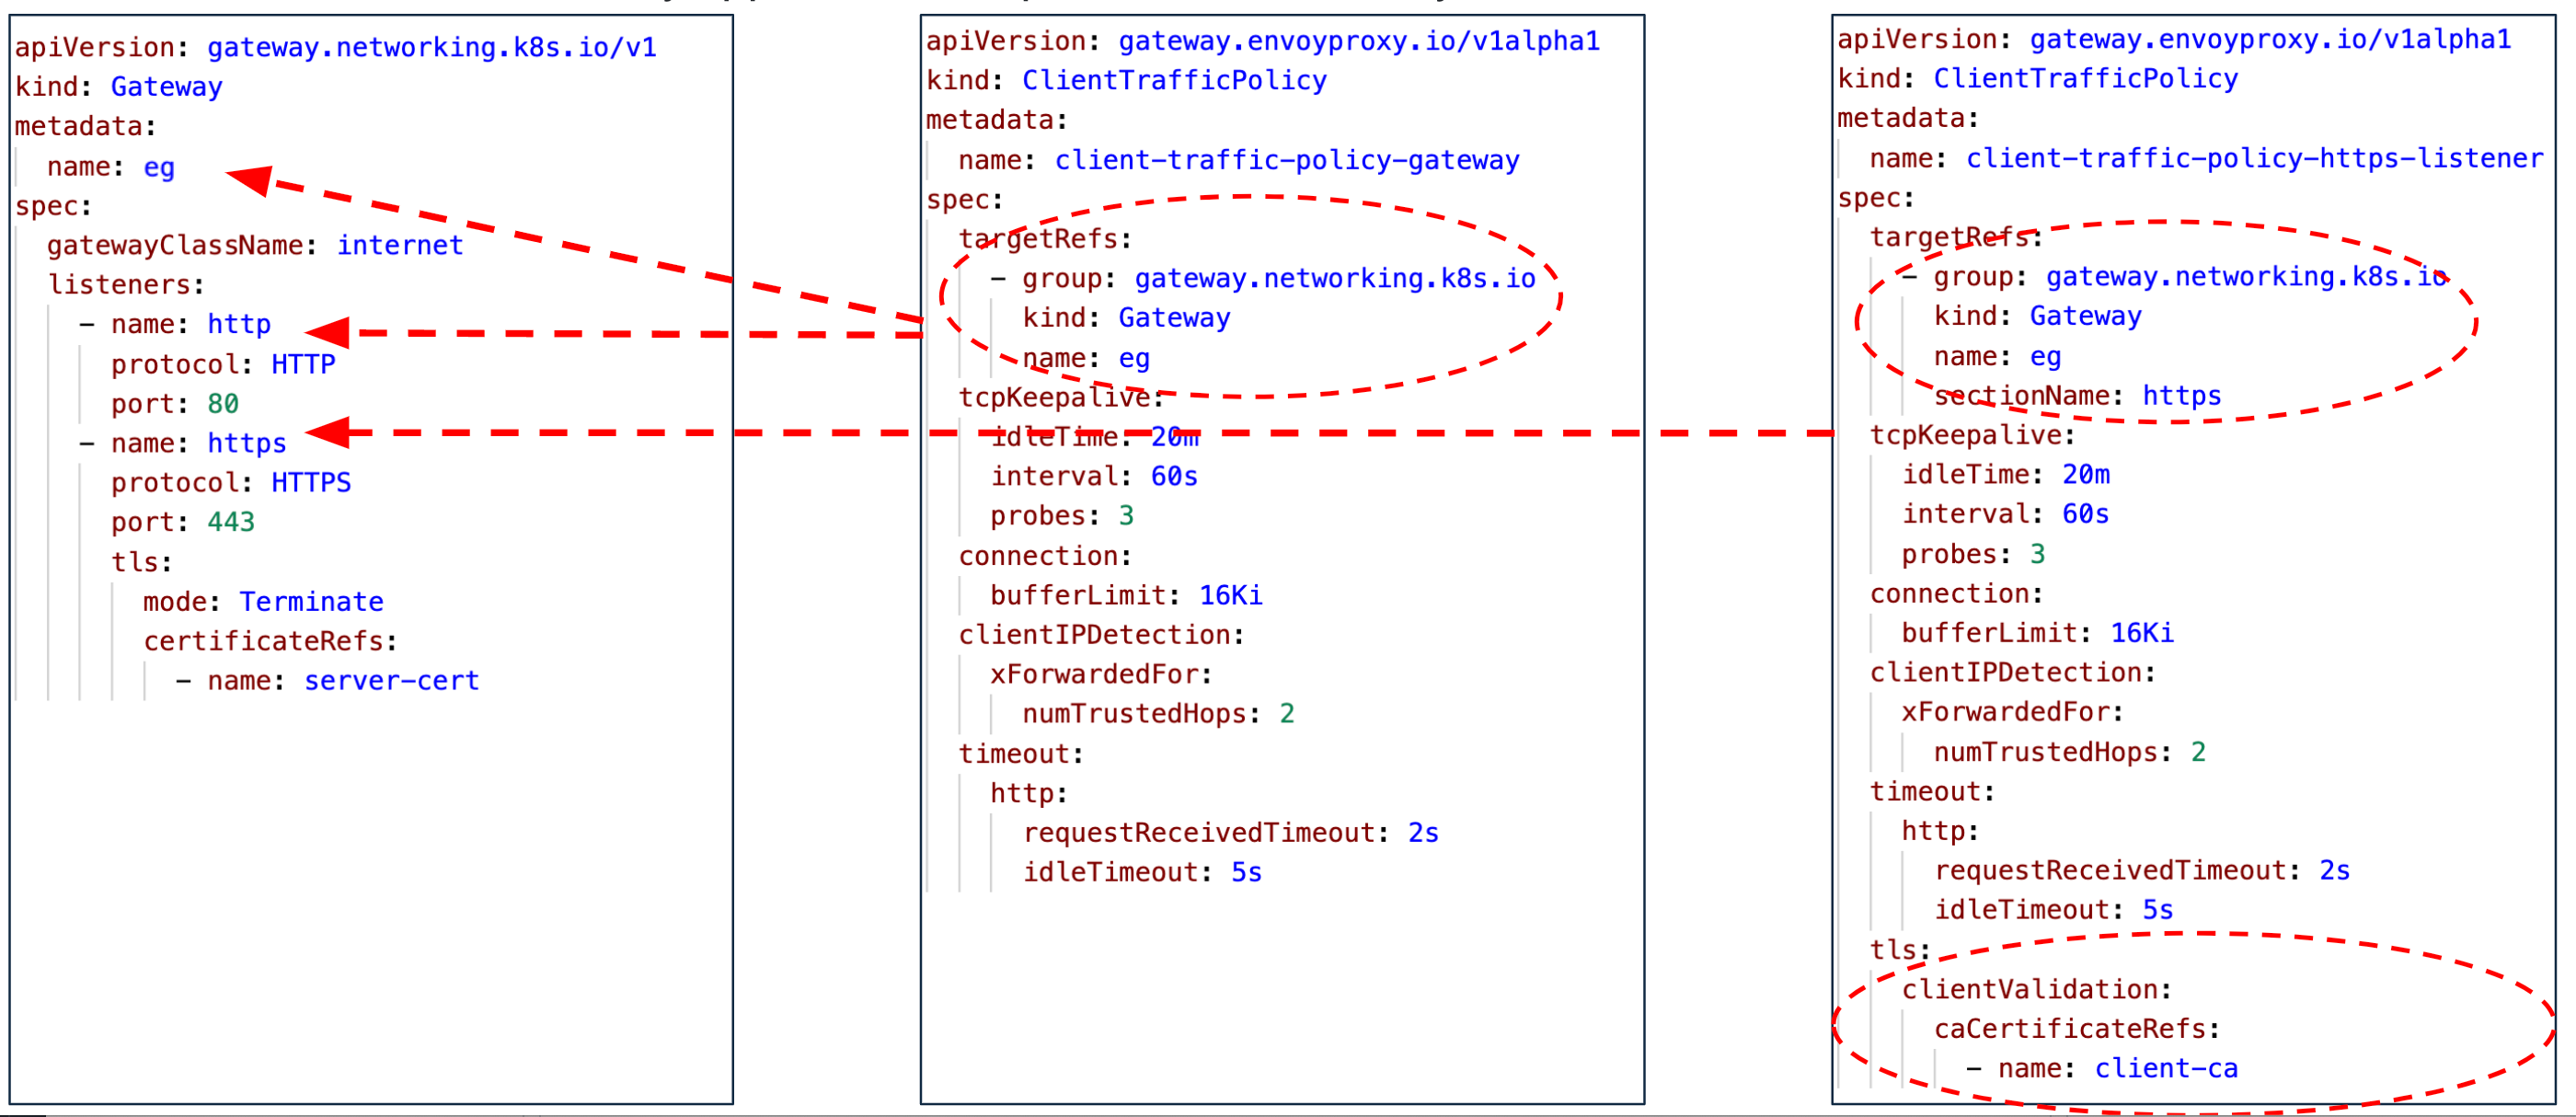 apiVersion: gateway.networking.k8s.io/v1
kind: Gateway
metadata:
  name: eg
spec:
  gatewayClassName: internet
  listeners:
    - name: http
      protocol: HTTP
      port: 80
    - name: https
      protocol: HTTPS
      port: 443
      tls:
        mode: Terminate
        certificateRefs:
          - name: server-cert
apiVersion: gateway.envoyproxy.io/v1alpha1
kind: ClientTrafficPolicy
metadata:
  name: client-traffic-policy-gateway
spec:
  targetRefs:
    - group: gateway.networking.k8s.io
      kind: Gateway
      name: eg
  tcpKeepalive:
    idleTime: 20m
    interval: 60s
    probes: 3
  connection:
    bufferLimit: 16Ki
  clientIPDetection:
    xForwardedFor:
      numTrustedHops: 2
  timeout:
    http:
      requestReceivedTimeout: 2s
      idleTimeout: 5s
apiVersion: gateway.envoyproxy.io/v1alpha1
kind: ClientTrafficPolicy
metadata:
  name: client-traffic-policy-https-listener
spec:
  targetRefs:
    - group: gateway.networking.k8s.io
      kind: Gateway
      name: eg
      sectionName: https
  tcpKeepalive:
    idleTime: 20m
    interval: 60s
    probes: 3
  connection:
    bufferLimit: 16Ki
  clientIPDetection:
    xForwardedFor:
      numTrustedHops: 2
  timeout:
    http:
      requestReceivedTimeout: 2s
      idleTimeout: 5s
  tls:
    clientValidation:
      caCertificateRefs:
        - name: client-ca